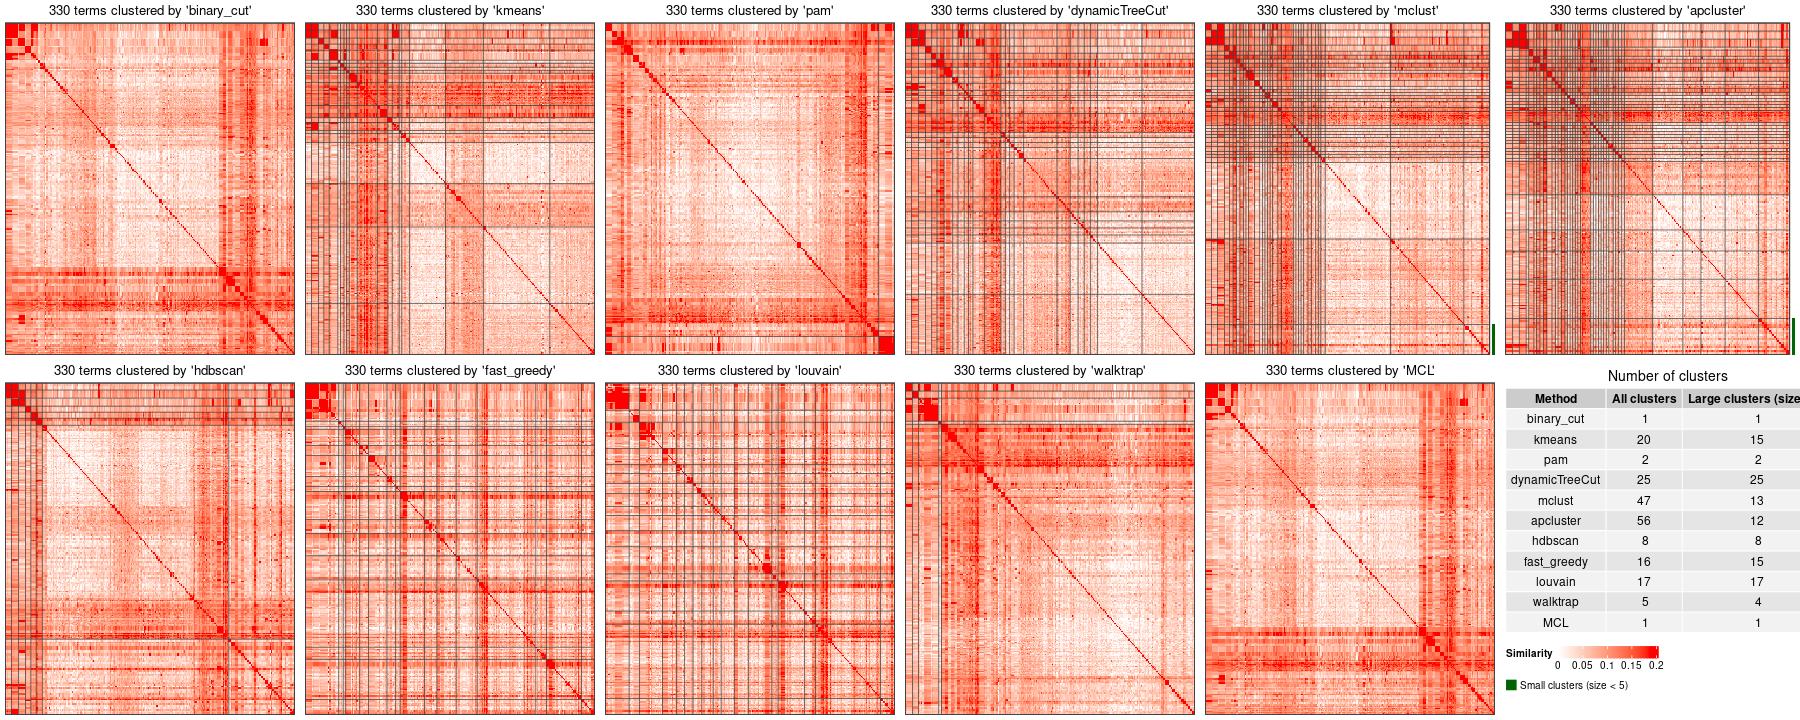 330 terms clustered by 'binary_cut'
330 terms clustered by 'kmeans'
330 terms clustered by 'pam'
330 terms clustered by 'dynamicTreeCut'
330 terms clustered by 'mclust'
330 terms clustered by 'apcluster'
330 terms clustered by 'hdbscan'
330 terms clustered by 'fast_greedy'
330 terms clustered by 'louvain'
330 terms clustered by 'walktrap'
330 terms clustered by 'MCL'
Number of clusters
Method All clusters Large clusters (size
binary_cut 1 1
kmeans 20 15
pam 2 2
dynamicTreeCut 25 25
mclust 47 13
apcluster 56 12
hdbscan 8 8
fast_greedy 16 15
louvain 17 17
walktrap 5 4
MCL 1 1
Similarity
0 0.05 0.1 0.15 0.2
Small clusters (size < 5)